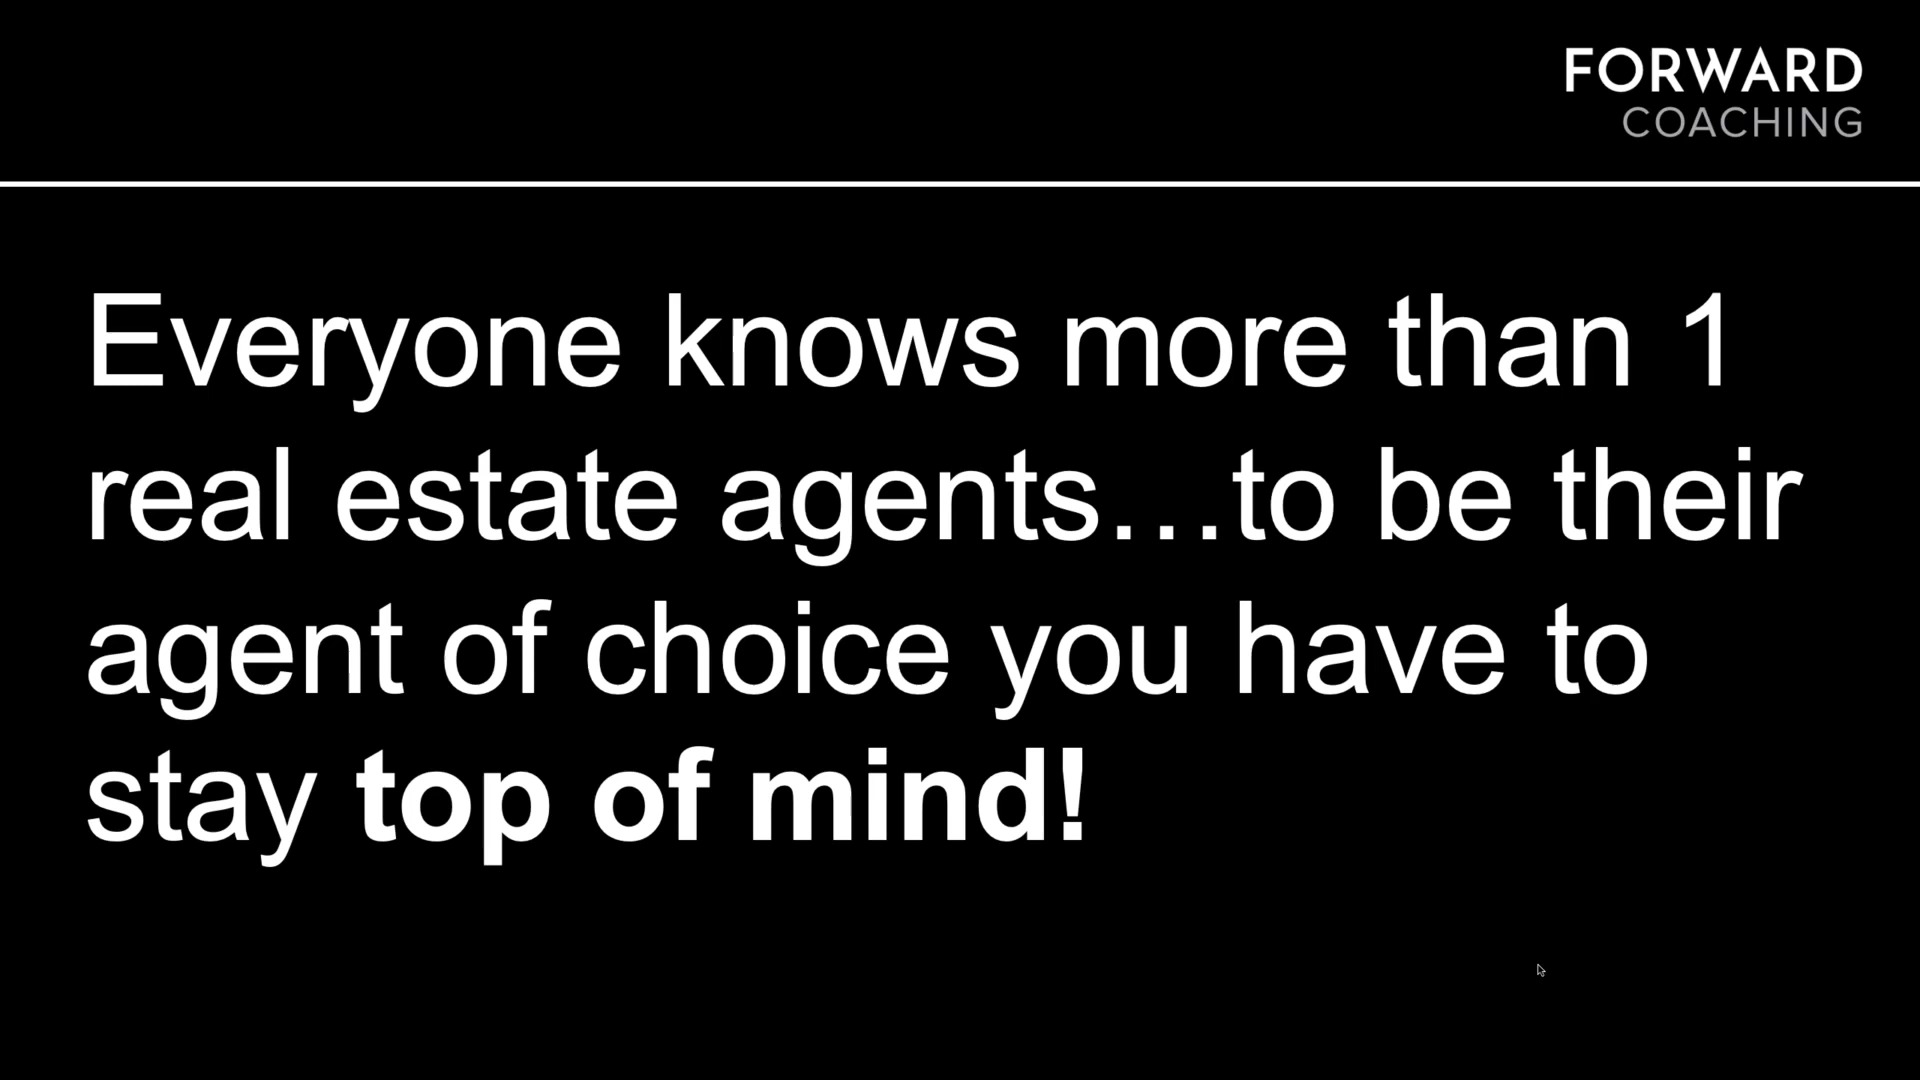 FORWARD
COACHING
Everyone knows more than 1
real estate agents…to be their
agent of choice you have to
stay top of mind!